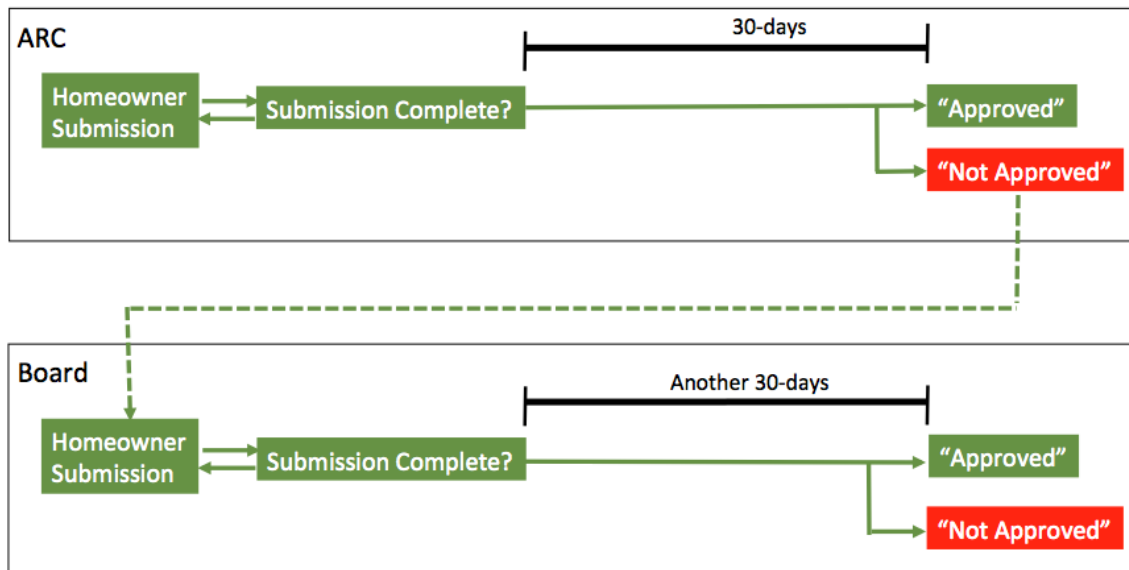 ARC
30-days
Homeowner
Submission
Submission Complete?
“Approved”
“Not Approved”
Board
Another 30-days
Homeowner
Submission
Submission Complete?
“Approved”
“Not Approved”